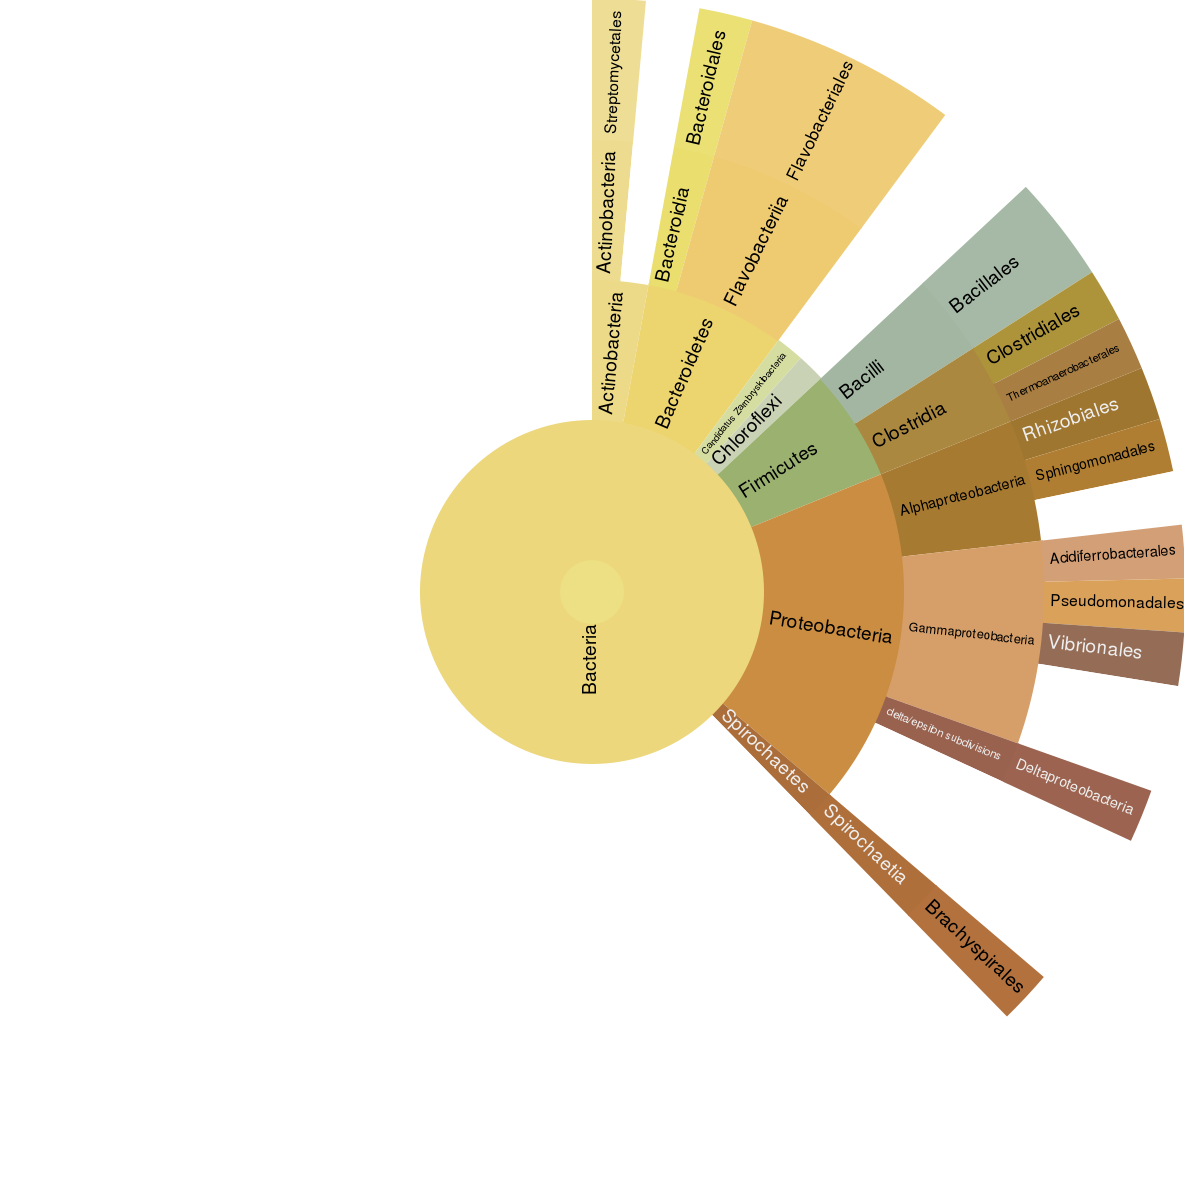 Streptomycetales
Actinobacteria
Actinobacteria
Bacteroidales
Bacteroidia
Flavobacteriales
Flavobacteriia
Bacteroidetes
Candidatus Zambryskibacteria
Chloroflexi
Firmicutes
Bacilli
Bacillales
Clostridia
Clostridiales
Thermoanaerobacterales
Proteobacteria
Alphaproteobacteria
Rhizobiales
Sphingomonadales
Gammaproteobacteria
Acidiferrobacterales
Pseudomonadales
Vibrionales
delta/epsilon subdivisions
Deltaproteobacteria
Spirochaetes
Spirochaetia
Brachyspirales
Bacteria